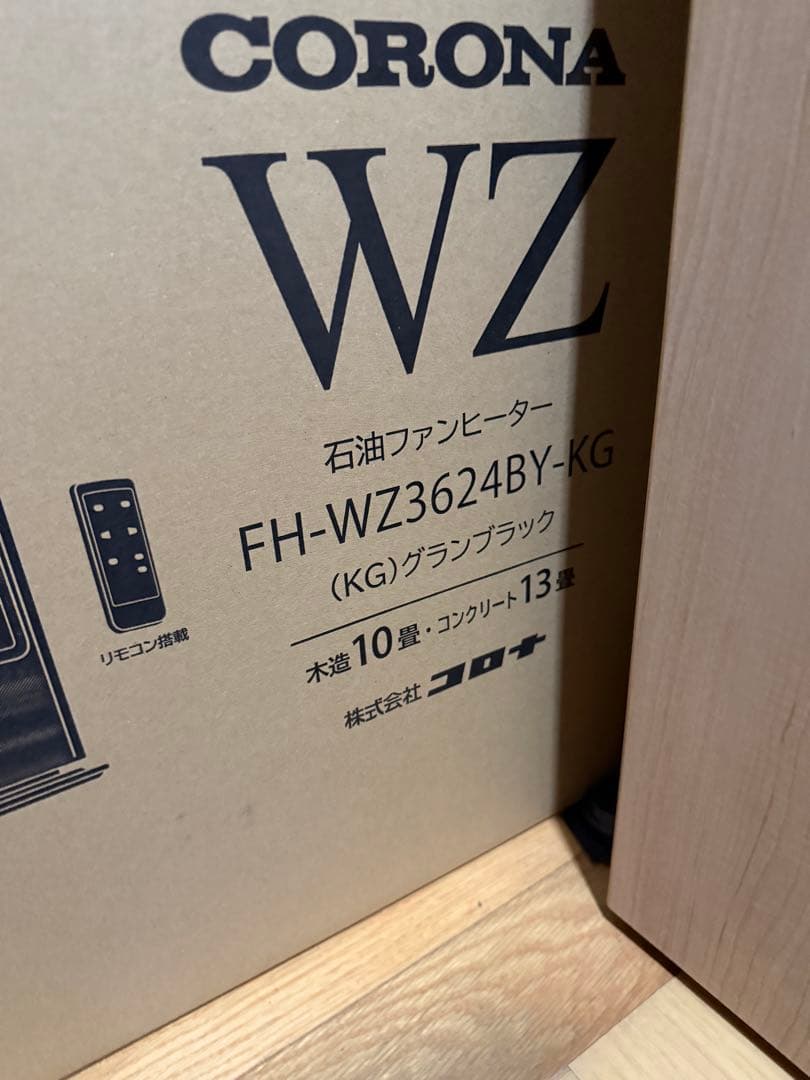 CORONA
WZ
石油ファンヒーター
FH-WZ3624BY-KG
(KG)グランブラック
リモコン搭載
木造10畳・コンクリート13畳
株式会社 コロナ